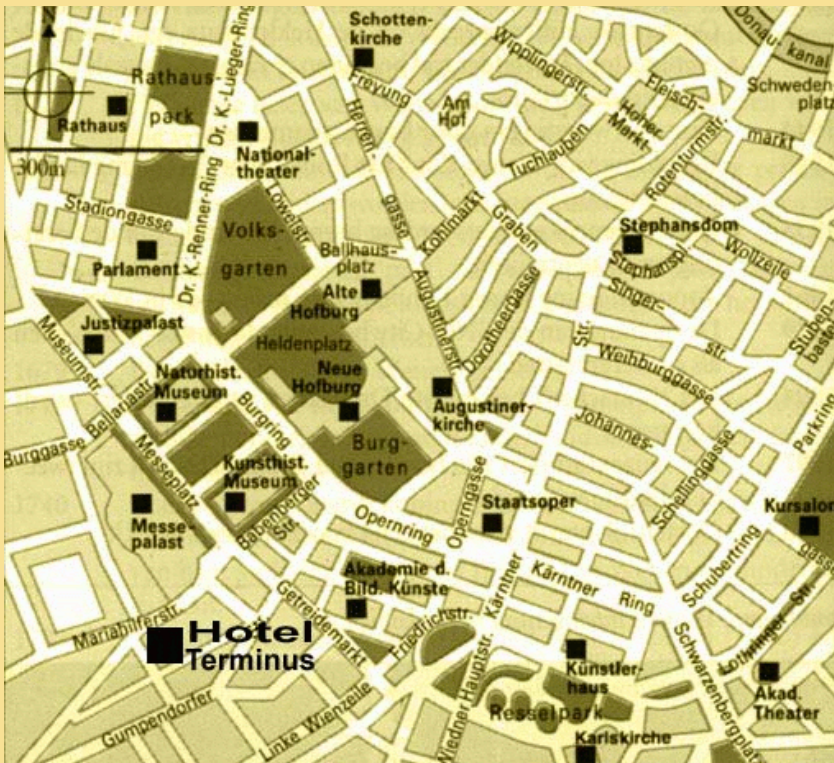 N
Schotten-
kirche
Donau-kanal
Schweden-
platz
Wipplingerstr.
Fleisch-
markt
Freyung
Am
Hof
Hoher
Markt
Rathaus-
park
Rathaus
Dr. K.-Lueger-Ring
National-
theater
300m
Herren-
gasse
Tuchlauben
Rotenturmstr.
Stadiongasse
Löwelstr.
Kohlmarkt
Graben
Stephansdom
Stephanspl.
Wollzeile
Volks-
garten
Ballhaus-
platz
Parlament
Dr. K.-Renner-Ring
Alte
Hofburg
Augustinerstr.
Dorotheergasse
Singer-
str.
Stuben-
bastei
Justizpalast
Museumstr.
Heldenplatz
Str.
Weihburggasse
Naturhist.
Museum
Neue
Hofburg
Bellariastr.
Burggasse
Burgring
Augustiner-
kirche
Johannes-
gasse
Parkring
Messeplatz
Burg-
garten
Kunsthist.
Museum
Babenberger
Str.
Schellinggasse
Messe-
palast
Opernring
Operngasse
Staatsoper
Kursalon
Akademie d.
Bild. Künste
Kärntner
Kärntner Ring
Schubertring
Getreidemarkt
Mariahilferstr.
Hotel
Terminus
Friedrichstr.
Lothringer Str.
Schwarzenbergplatz
Künstler-
haus
Akad.
Theater
Gumpendorfer
Linke Wienzeile
Wiedner Hauptstr.
Resselpark
Karlskirche